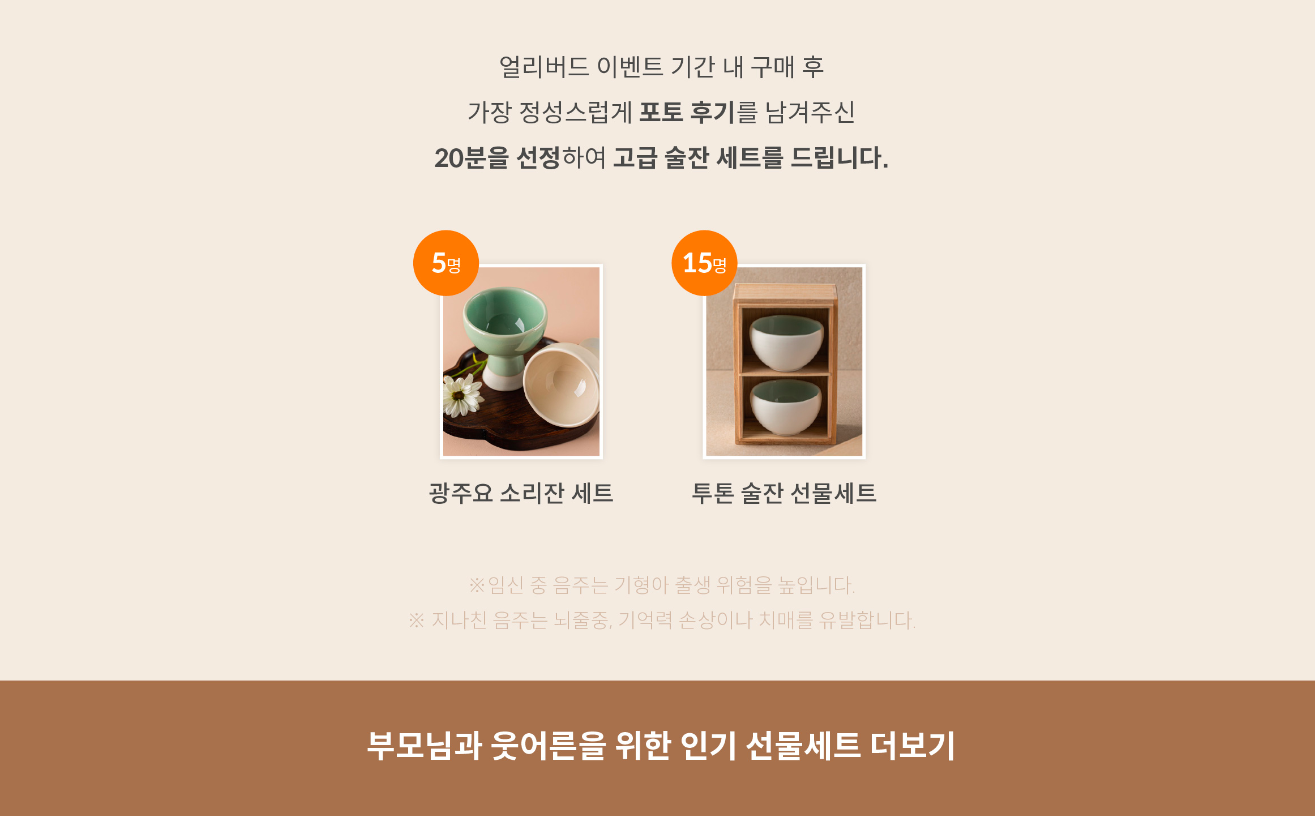 얼리버드 이벤트 기간 내 구매 후
가장 정성스럽게 포토 후기를 남겨주신
20분을 선정하여 고급 술잔 세트를 드립니다.
5명
15명
광주요 소리잔 세트
투톤 술잔 선물세트
※임신 중 음주는 기형아 출생 위험을 높입니다.
※ 지나친 음주는 뇌줄중, 기억력 손상이나 치매를 유발합니다.
부모님과 웃어른을 위한 인기 선물세트 더보기